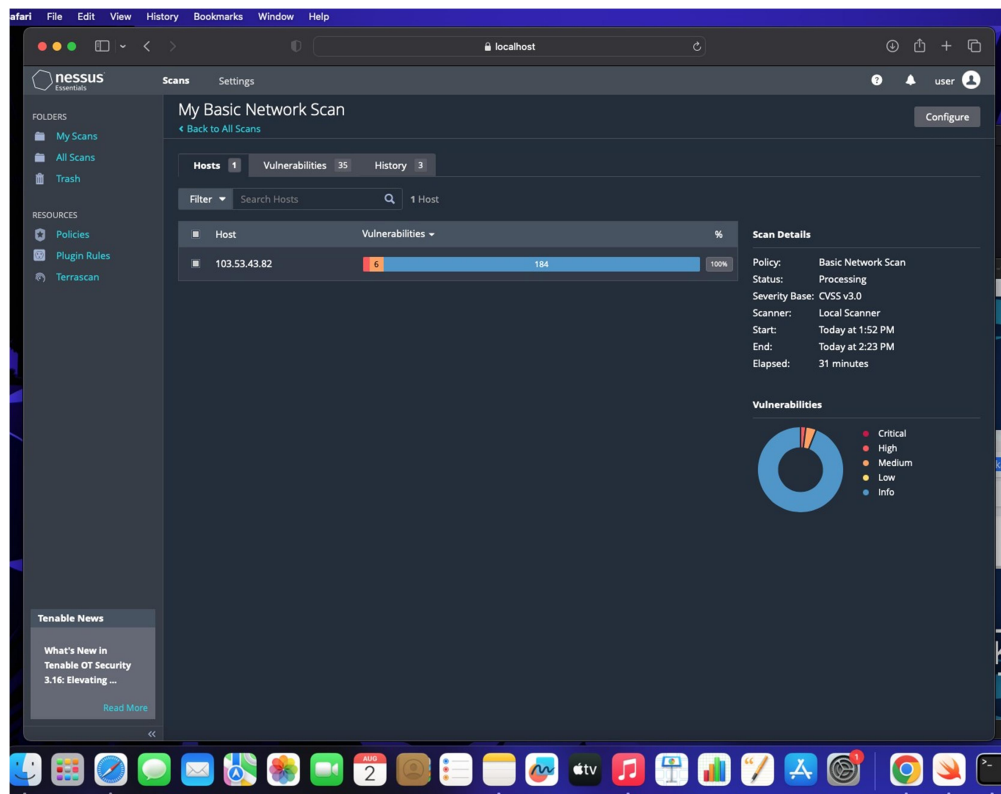 afari File Edit View History Bookmarks Window Help
localhost
nessus
Essentials
Scans Settings
user
FOLDERS
My Scans
All Scans
Trash
RESOURCES
Policies
Plugin Rules
Terrascan
My Basic Network Scan
Back to All Scans
Configure
Hosts 1 Vulnerabilities 35 History 3
Filter Search Hosts 1 Host
Host Vulnerabilities %
103.53.43.82 6 184 100%
Scan Details
Policy: Basic Network Scan
Status: Processing
Severity Base: CVSS v3.0
Scanner: Local Scanner
Start: Today at 1:52 PM
End: Today at 2:23 PM
Elapsed: 31 minutes
Vulnerabilities
Critical
High
Medium
Low
Info
Tenable News
What's New in
Tenable OT Security
3.16: Elevating ...
Read More
AUG
2
tv
1